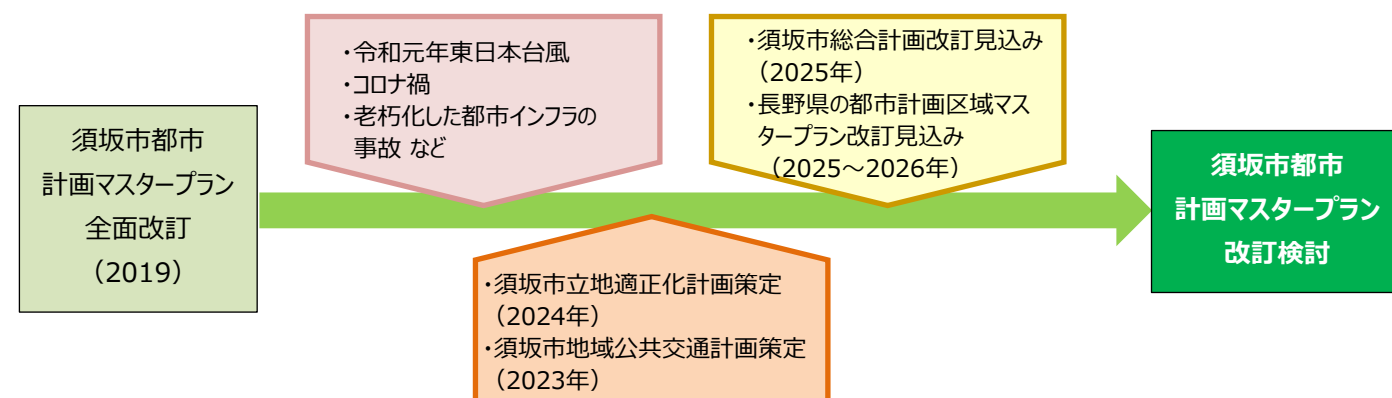 須坂市都市
計画マスタープラン
全面改訂
（2019）
・令和元年東日本台風
・コロナ禍
・老朽化した都市インフラの
事故 など
・須坂市立地適正化計画策定
（2024年）
・須坂市地域公共交通計画策定
（2023年）
・須坂市総合計画改訂見込み
（2025年）
・長野県の都市計画区域マス
タープラン改訂見込み
（2025～2026年）
須坂市都市
計画マスタープラン
改訂検討